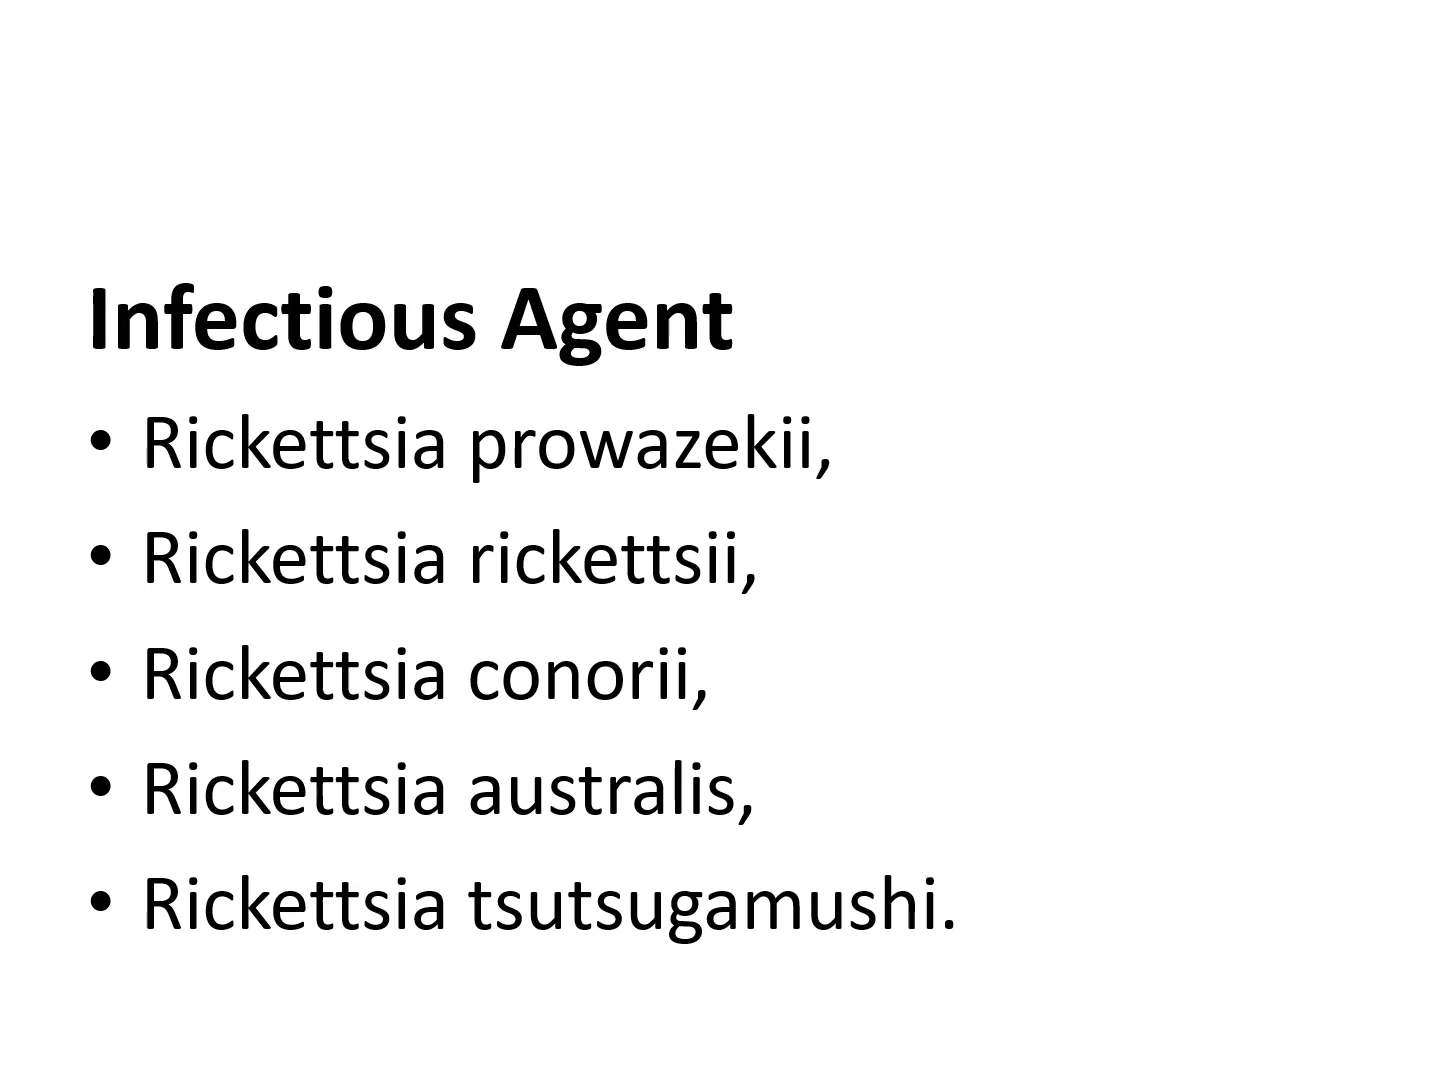 Infectious Agent
• Rickettsia prowazekii,
• Rickettsia rickettsii,
• Rickettsia conorii,
• Rickettsia australis,
• Rickettsia tsutsugamushi.